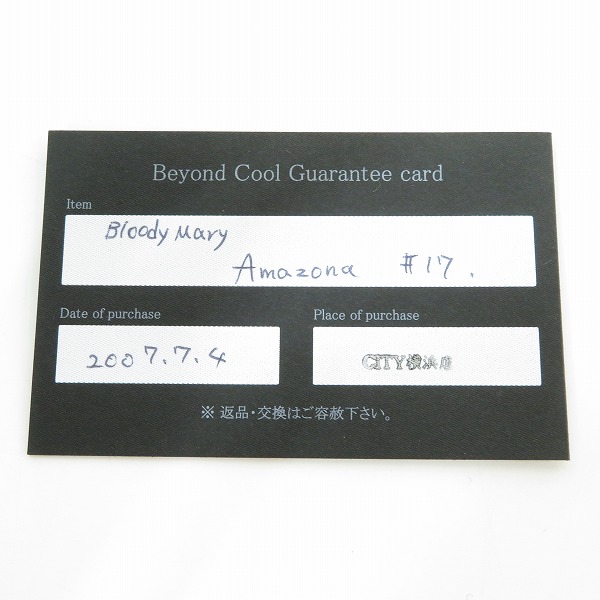 Beyond Cool Guarantee card
Item
Bloody Mary
Amazona #17.
Date of purchase
Place of purchase
2007.7.4
CITY横浜店
※ 返品・交換はご容赦下さい。